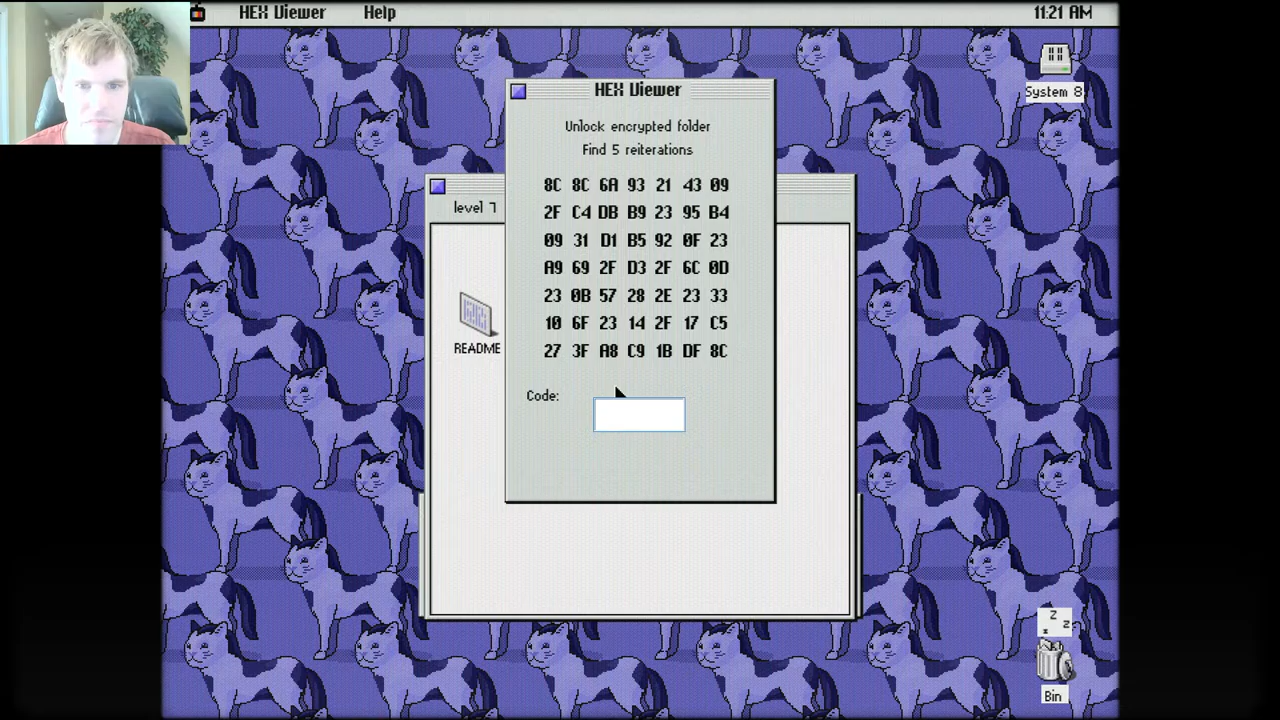 HEX Viewer Help 11:21 AM
System 8
HEX Viewer
Unlock encrypted folder
Find 5 reiterations
8C 8C 6A 93 21 43 09
2F C4 DB B9 23 95 B4
09 31 D1 B5 92 0F 23
A9 69 2F D3 2F 6C 0D
23 0B 57 28 2E 23 33
10 6F 23 14 2F 17 C5
27 3F A8 C9 1B DF 8C
Code:
level 7
README
Z
z
z
Bin